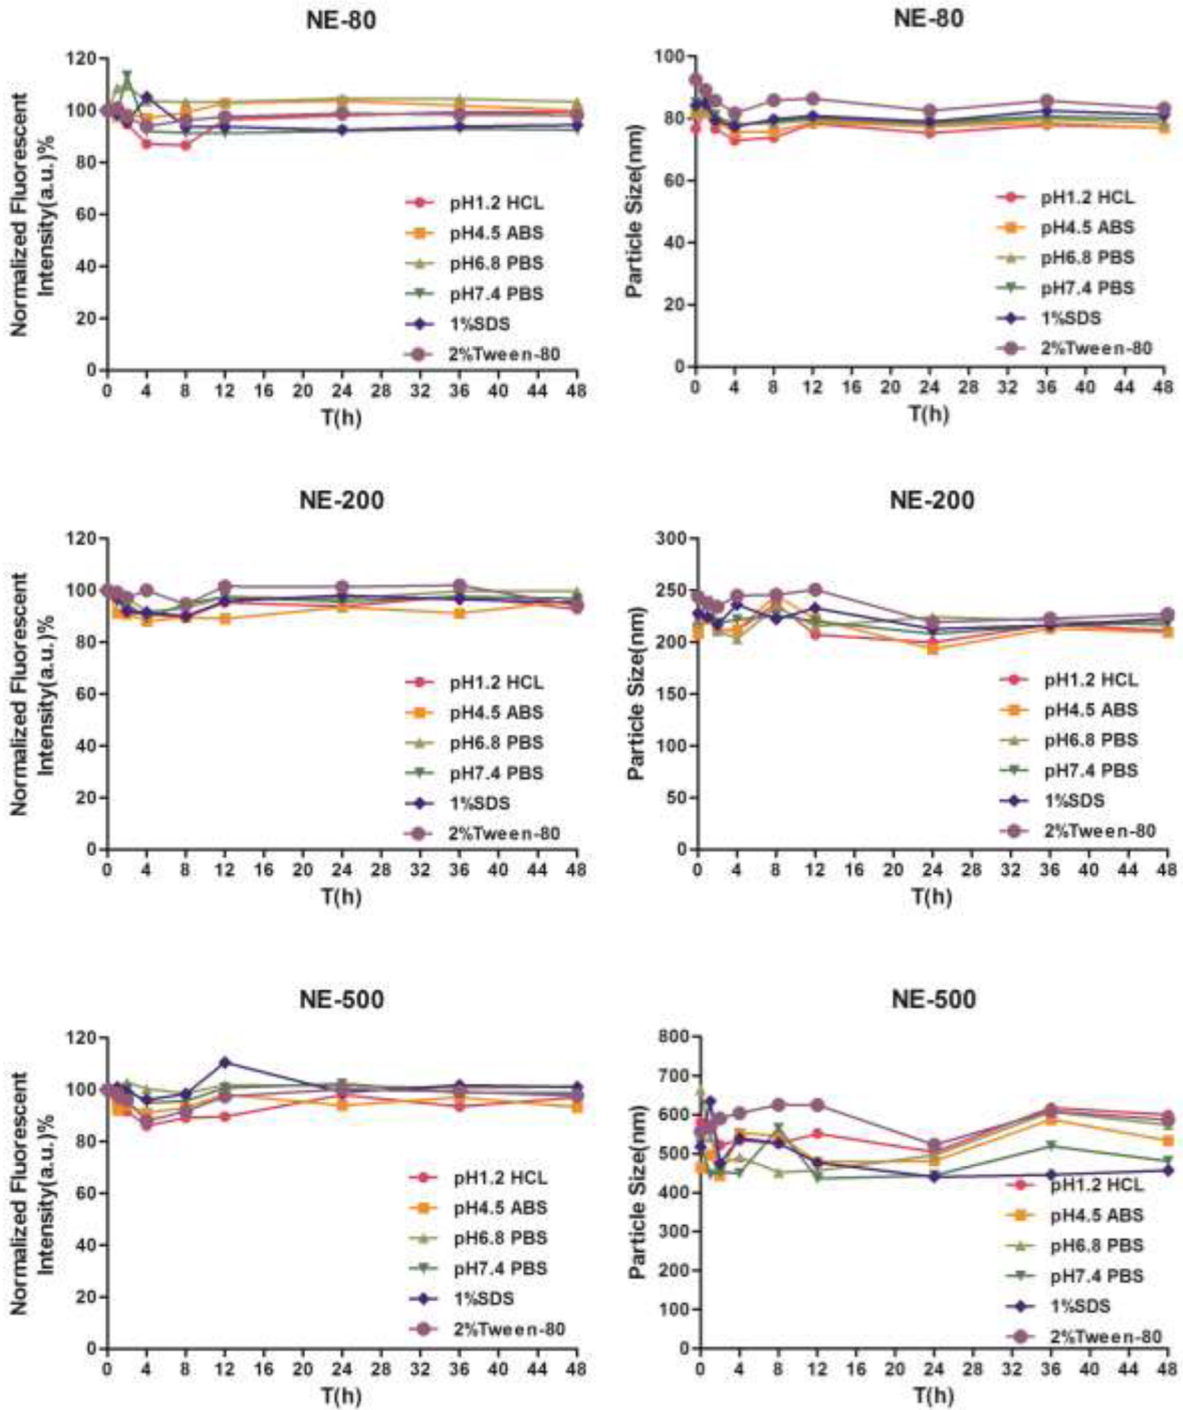 NE-80
Normalized Fluorescent
Intensity(a.u.)%
120
100
80
60
40
20
0
0 4 8 12 16 20 24 28 32 36 40 44 48
T(h)
pH1.2 HCL
pH4.5 ABS
pH6.8 PBS
pH7.4 PBS
1%SDS
2%Tween-80
NE-80
Particle Size(nm)
100
80
60
40
20
0
0 4 8 12 16 20 24 28 32 36 40 44 48
T(h)
pH1.2 HCL
pH4.5 ABS
pH6.8 PBS
pH7.4 PBS
1%SDS
2%Tween-80
NE-200
Normalized Fluorescent
Intensity(a.u.)%
120
100
80
60
40
20
0
0 4 8 12 16 20 24 28 32 36 40 44 48
T(h)
pH1.2 HCL
pH4.5 ABS
pH6.8 PBS
pH7.4 PBS
1%SDS
2%Tween-80
NE-200
Particle Size(nm)
300
250
200
150
100
50
0
0 4 8 12 16 20 24 28 32 36 40 44 48
T(h)
pH1.2 HCL
pH4.5 ABS
pH6.8 PBS
pH7.4 PBS
1%SDS
2%Tween-80
NE-500
Normalized Fluorescent
Intensity(a.u.)%
120
100
80
60
40
20
0
0 4 8 12 16 20 24 28 32 36 40 44 48
T(h)
pH1.2 HCL
pH4.5 ABS
pH6.8 PBS
pH7.4 PBS
1%SDS
2%Tween-80
NE-500
Particle Size(nm)
800
700
600
500
400
300
200
100
0
0 4 8 12 16 20 24 28 32 36 40 44 48
T(h)
pH1.2 HCL
pH4.5 ABS
pH6.8 PBS
pH7.4 PBS
1%SDS
2%Tween-80